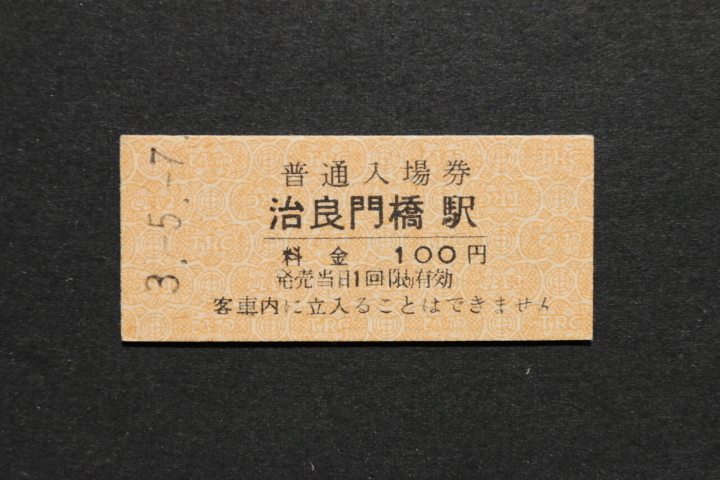 3.-5.-7.
普通入場券
治良門橋駅
料金 100円
発売当日1回限り有効
客車内に立入ることはできません